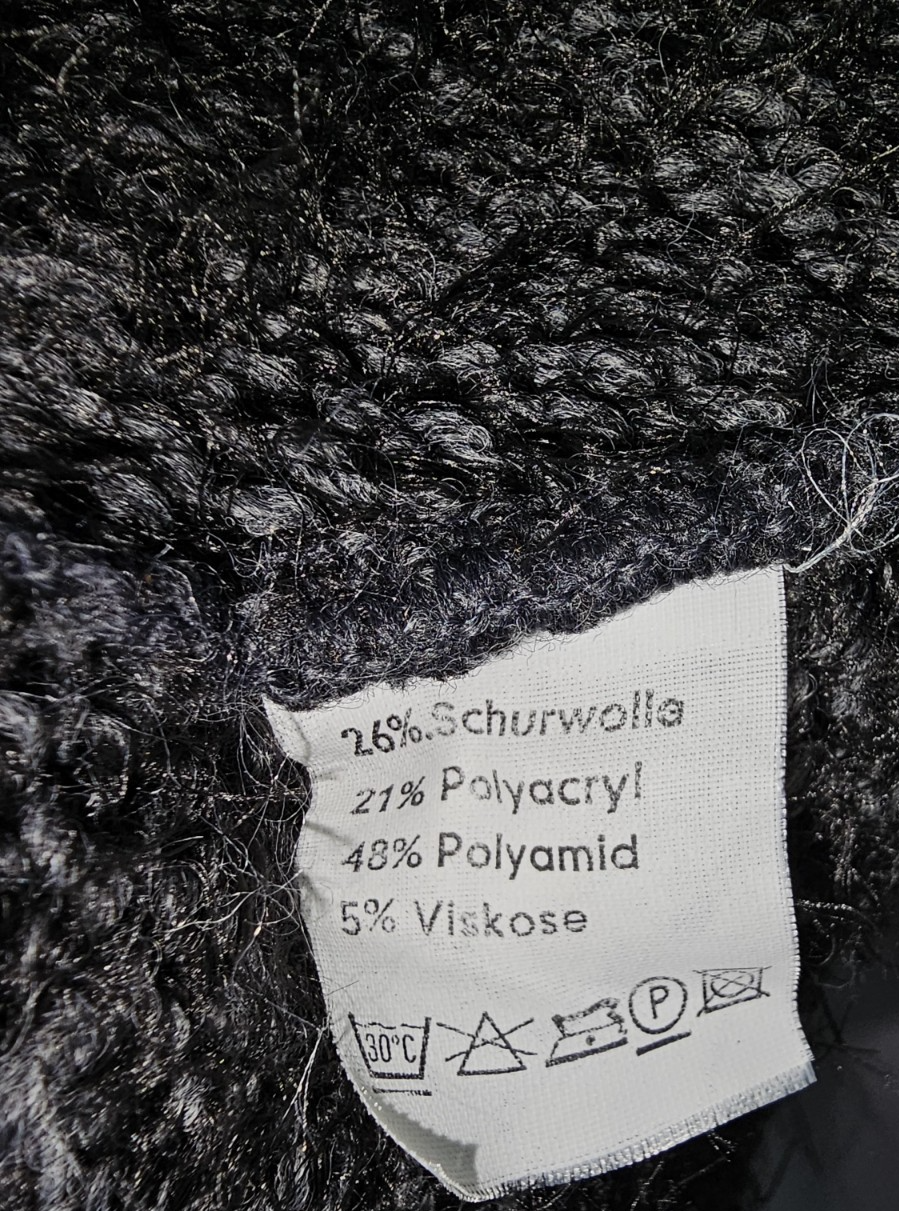 26% Schurwolle
21% Polyacryl
48% Polyamid
5% Viskose
30°C P